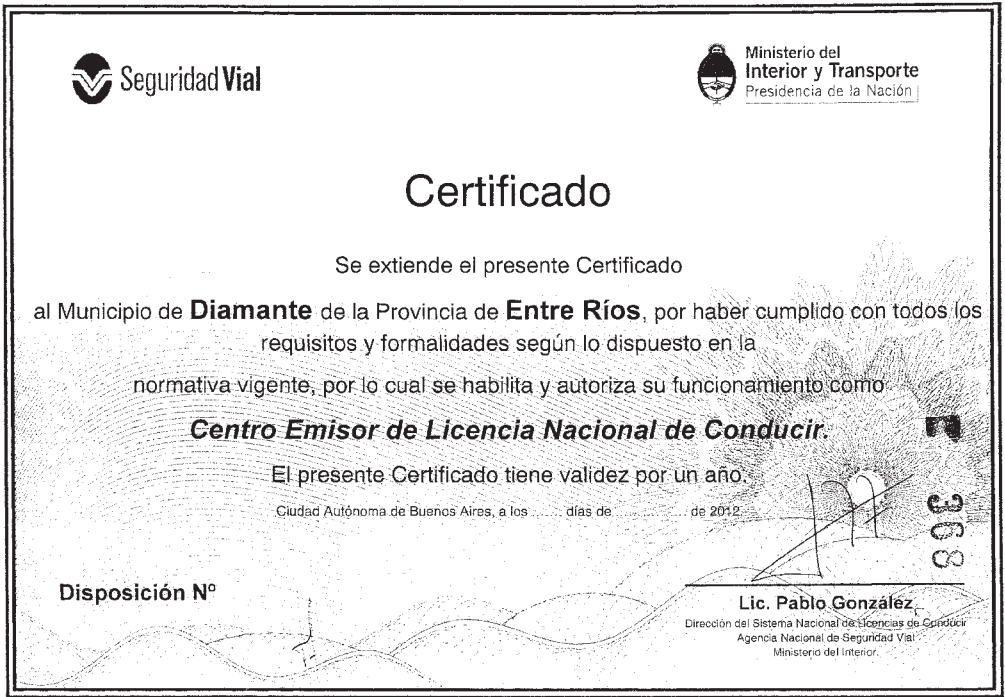 Seguridad Vial
Ministerio del
Interior y Transporte
Presidencia de la Nación
Certificado
Se extiende el presente Certificado
al Municipio de Diamante de la Provincia de Entre Ríos, por haber cumplido con todos los
requisitos y formalidades según lo dispuesto en la
normativa vigente, por lo cual se habilita y autoriza su funcionamiento como
Centro Emisor de Licencia Nacional de Conducir.
El presente Certificado tiene validez por un año.
Ciudad Autónoma de Buenos Aires, a los ...... días de ............... de 2012
368
Disposición Nº
Lic. Pablo González
Dirección del Sistema Nacional de Licencias de Conducir
Agencia Nacional de Seguridad Vial
Ministerio del Interior.